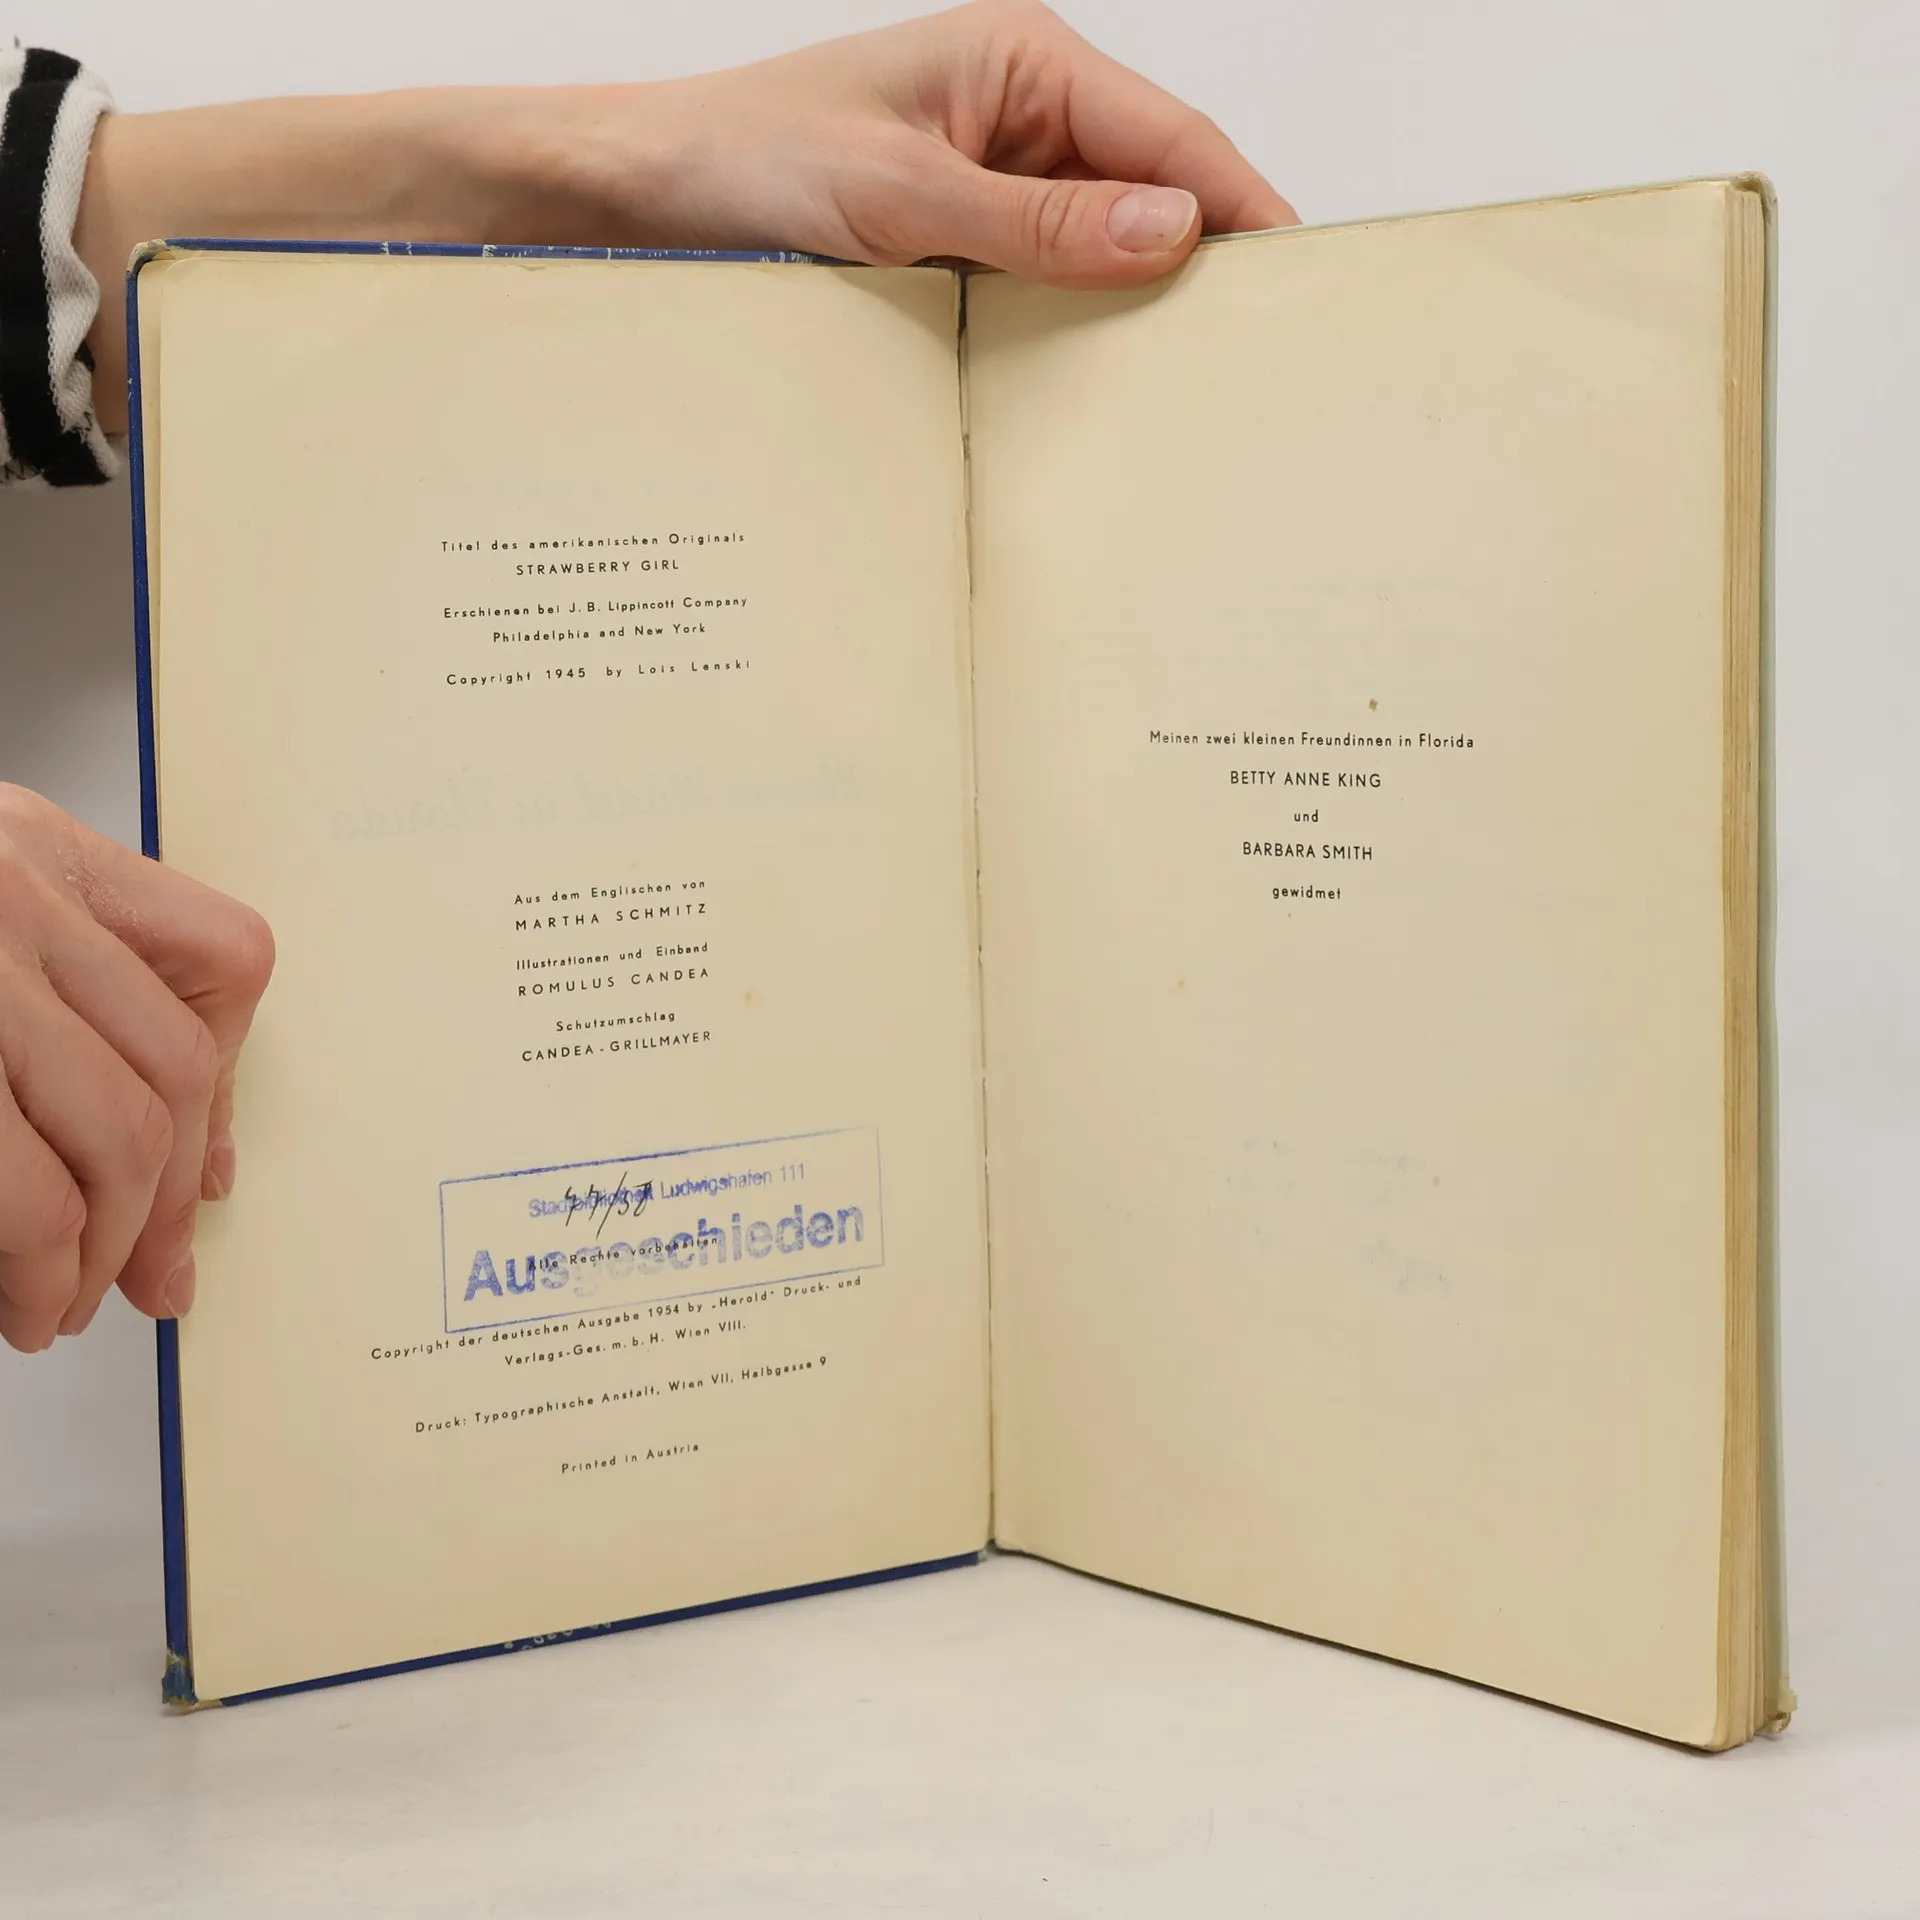 Titel des amerikanischen Originals
STRAWBERRY GIRL
Erschienen bei J. B. Lippincott Company
Philadelphia and New York
Copyright 1945 by Lois Lenski
Aus dem Englischen von
MARTHA SCHMITZ
Illustrationen und Einband
ROMULUS CANDEA
Schutzumschlag
CANDEA-GRILLMAYER
Stadtbibliothek Ludwigshafen 111
Ausgeschieden
Alle Rechte vorbehalten
Copyright der deutschen Ausgabe 1954 by „Herold“ Druck- und
Verlags-Ges. m. b. H. Wien VIII.
Druck: Typographische Anstalt, Wien VII, Halbgasse 9
Printed in Austria
Meinen zwei kleinen Freundinnen in Florida
BETTY ANNE KING
und
BARBARA SMITH
gewidmet